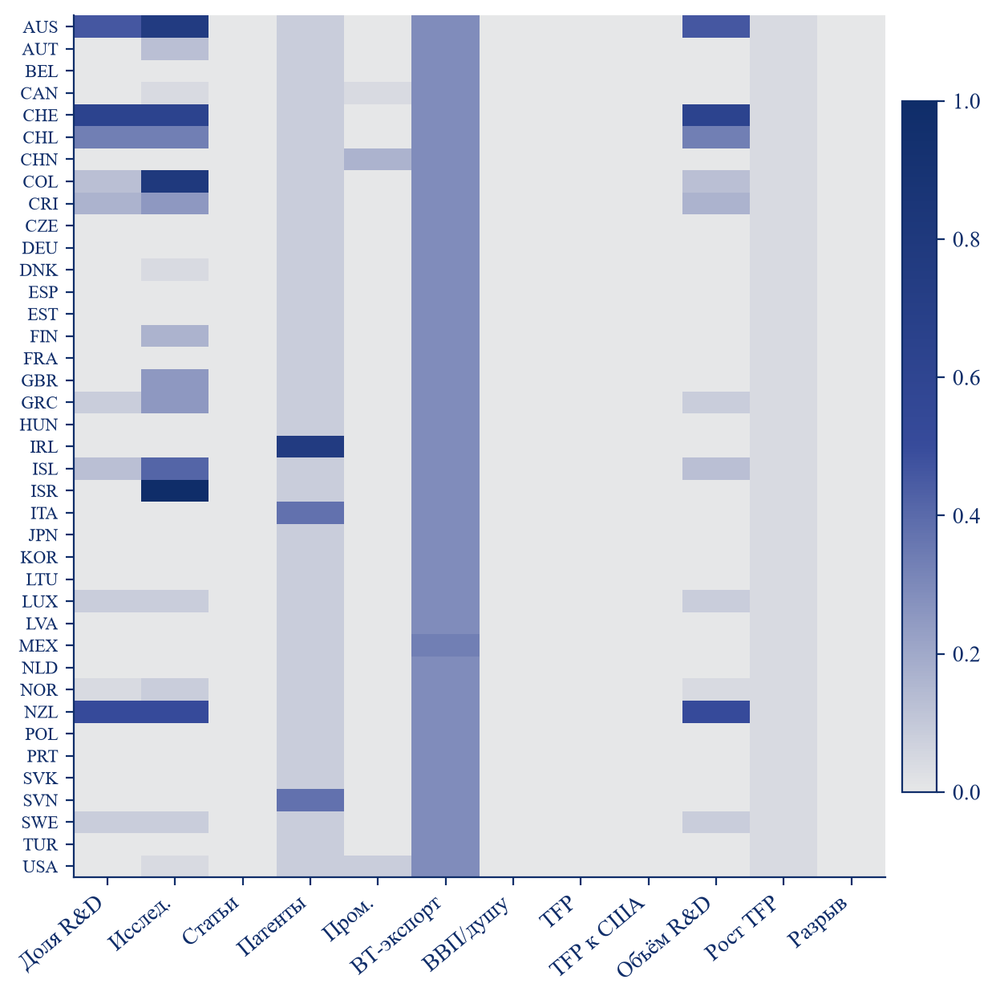 AUS
AUT
BEL
CAN
CHE
CHL
CHN
COL
CRI
CZE
DEU
DNK
ESP
EST
FIN
FRA
GBR
GRC
HUN
IRL
ISL
ISR
ITA
JPN
KOR
LTU
LUX
LVA
MEX
NLD
NOR
NZL
POL
PRT
SVK
SVN
SWE
TUR
USA
Доля R&D
Исслед.
Статьи
Патенты
Пром.
ВТ-экспорт
ВВП/душу
TFP
TFP к США
Объём R&D
Рост TFP
Разрыв
1.0
0.8
0.6
0.4
0.2
0.0